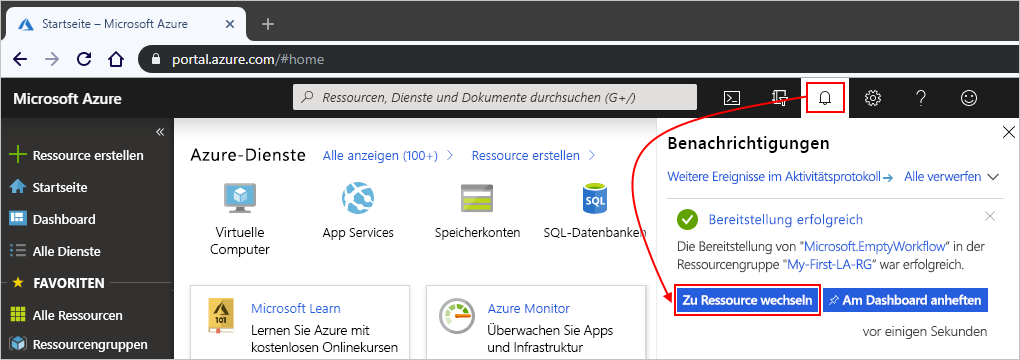 Startseite – Microsoft Azure
portal.azure.com/#home
Microsoft Azure
Ressourcen, Dienste und Dokumente durchsuchen (G+/)
Ressource erstellen
Startseite
Dashboard
Alle Dienste
FAVORITEN
Alle Ressourcen
Ressourcengruppen
Azure-Dienste
Alle anzeigen (100+)
Ressource erstellen
Virtuelle
Computer
App Services
Speicherkonten
SQL
SQL-Datenbanken
101
Microsoft Learn
Lernen Sie Azure mit
kostenlosen Onlinekursen
Azure Monitor
Überwachen Sie Apps
und Infrastruktur
Benachrichtigungen
Weitere Ereignisse im Aktivitätsprotokoll
Alle verwerfen
Bereitstellung erfolgreich
Die Bereitstellung von "Microsoft.EmptyWorkflow" in der
Ressourcengruppe "My-First-LA-RG" war erfolgreich.
Zu Ressource wechseln
Am Dashboard anheften
vor einigen Sekunden